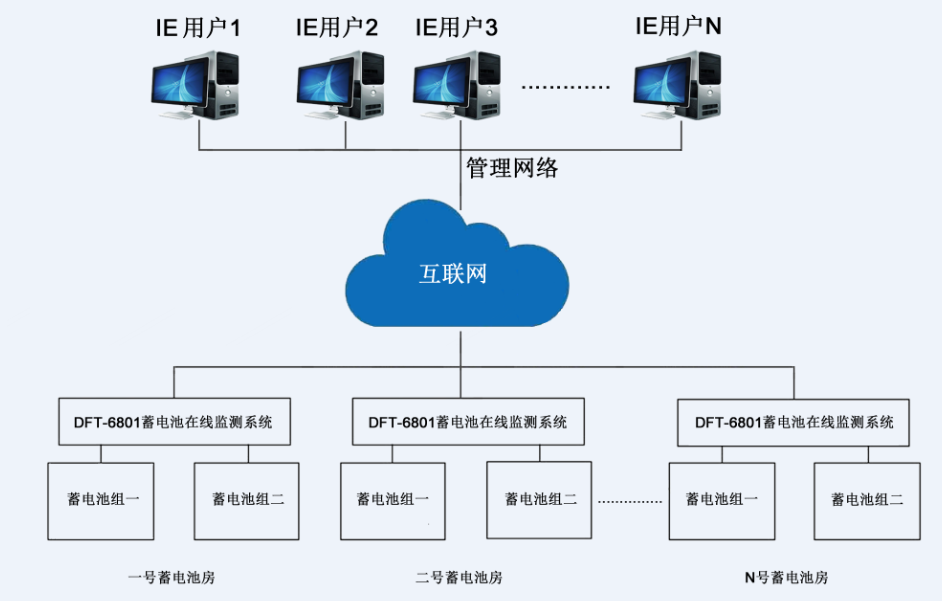 IE 用户1
IE用户2
IE用户3
IE用户N
管理网络
互联网
DFT-6801蓄电池在线监测系统
DFT-6801蓄电池在线监测系统
DFT-6801蓄电池在线监测系统
蓄电池组一
蓄电池组二
蓄电池组一
蓄电池组二
蓄电池组一
蓄电池组二
一号蓄电池房
二号蓄电池房
N号蓄电池房